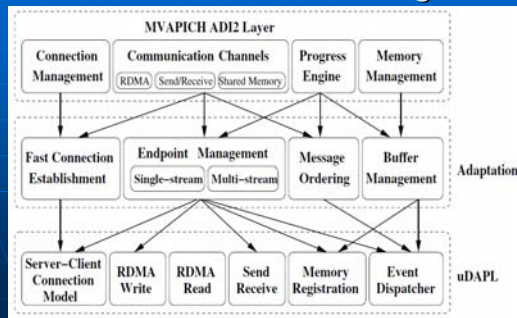 MVAPICH ADI2 Layer
Connection Management
Communication Channels
RDMA
Send/Receive
Shared Memory
Progress Engine
Memory Management
Fast Connection Establishment
Endpoint Management
Single-stream
Multi-stream
Message Ordering
Buffer Management
Adaptation
Server-Client Connection Model
RDMA Write
RDMA Read
Send Receive
Memory Registration
Event Dispatcher
uDAPL